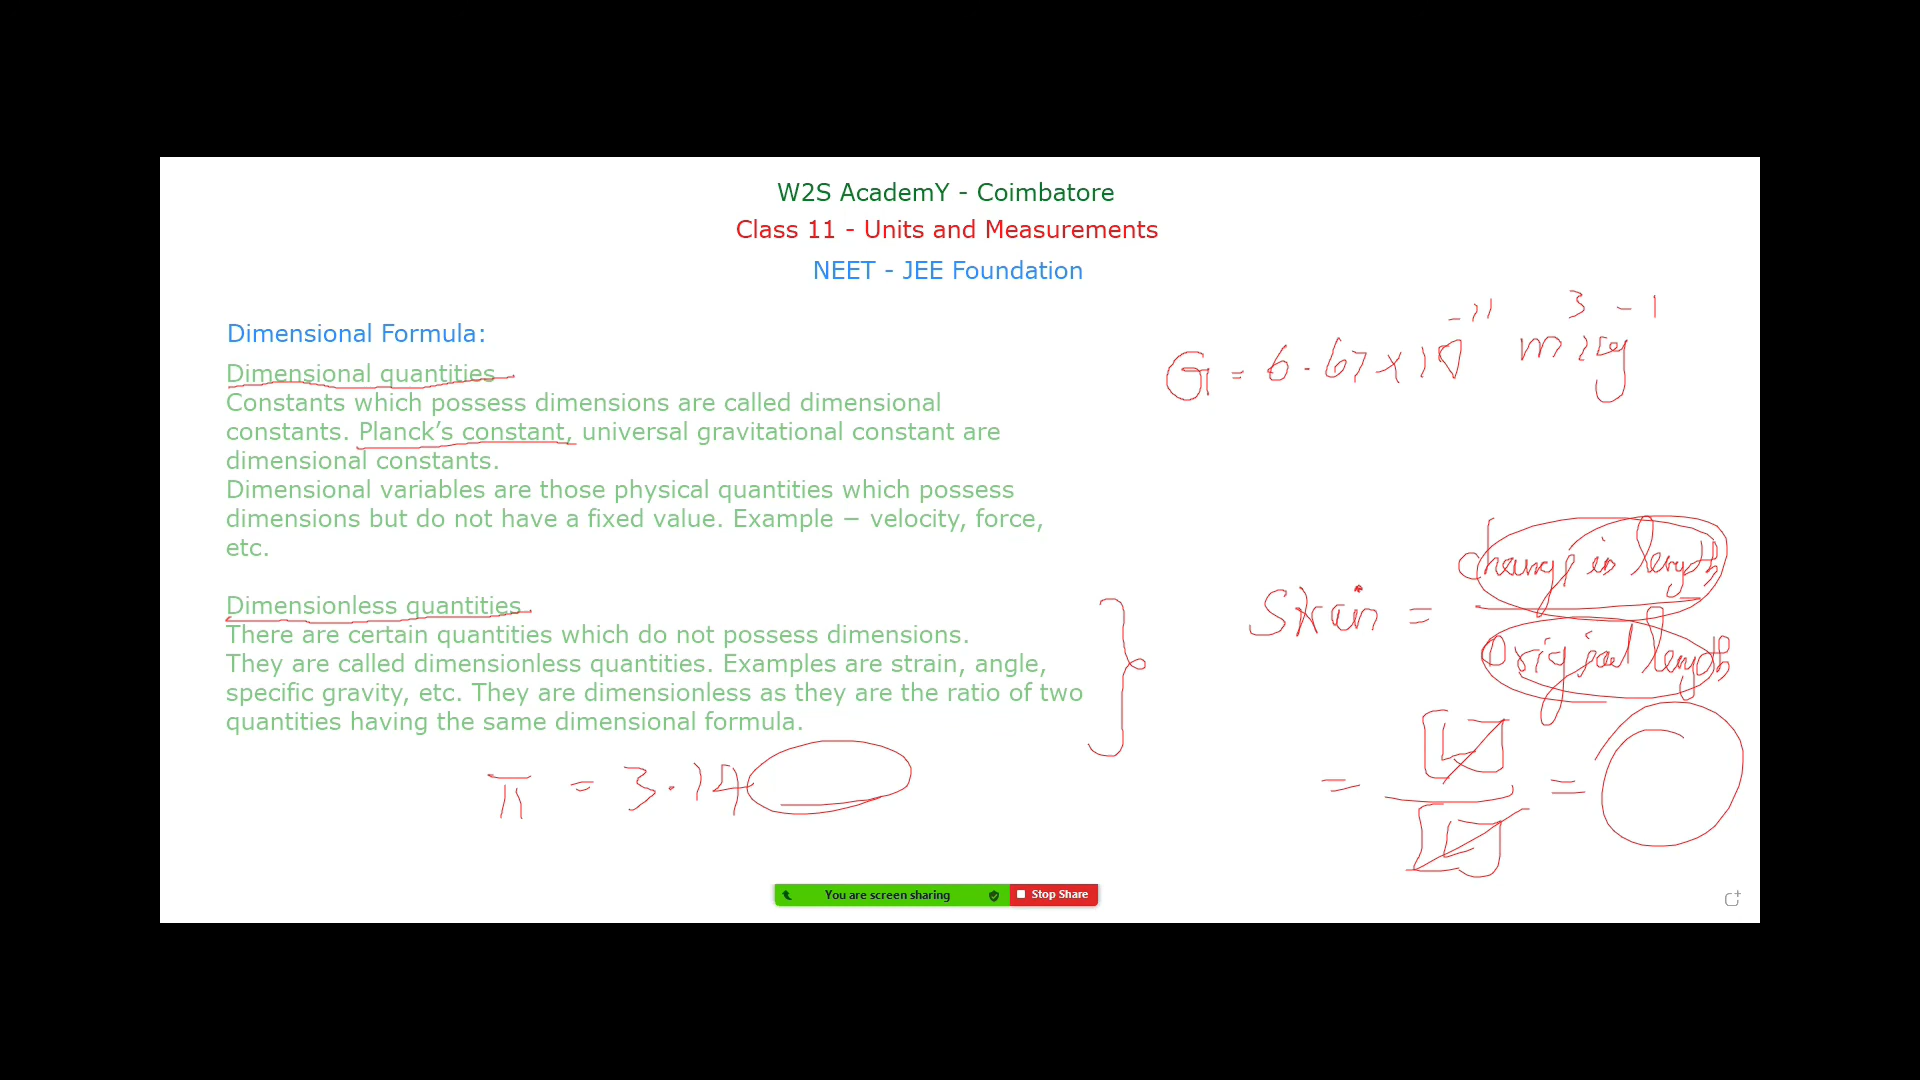 W2S AcademY - Coimbatore
Class 11 - Units and Measurements
NEET - JEE Foundation
Dimensional Formula:
Dimensional quantities
Constants which possess dimensions are called dimensional
constants. Planck’s constant, universal gravitational constant are
dimensional constants.
Dimensional variables are those physical quantities which possess
dimensions but do not have a fixed value. Example − velocity, force,
etc.
Dimensionless quantities
There are certain quantities which do not possess dimensions.
They are called dimensionless quantities. Examples are strain, angle,
specific gravity, etc. They are dimensionless as they are the ratio of two
quantities having the same dimensional formula.
π = 3.14
G = 6.67 x 10⁻¹¹ m³ kg⁻¹
change in length
Strain =
Original length
= L =
L
You are screen sharing Stop Share